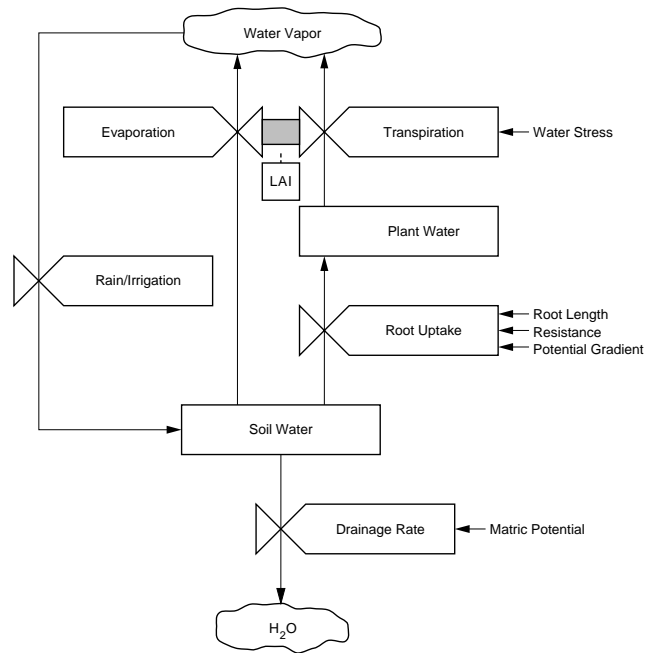 Water Vapor
Evaporation
Transpiration
Water Stress
LAI
Plant Water
Rain/Irrigation
Root Uptake
Root Length
Resistance
Potential Gradient
Soil Water
Drainage Rate
Matric Potential
H2O